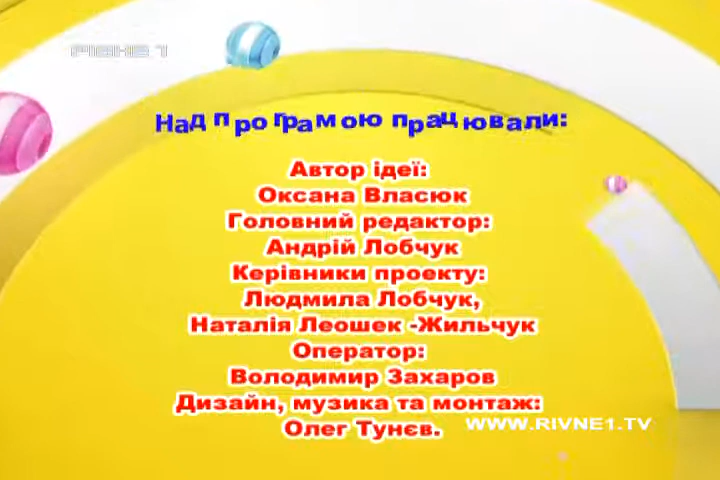 РІВНЕ 1
Над програмою працювали:
Автор ідеї:
Оксана Власюк
Головний редактор:
Андрій Лобчук
Керівники проекту:
Людмила Лобчук,
Наталія Леошек -Жильчук
Оператор:
Володимир Захаров
Дизайн, музика та монтаж:
Олег Тунєв.
WWW.RIVNE1.TV